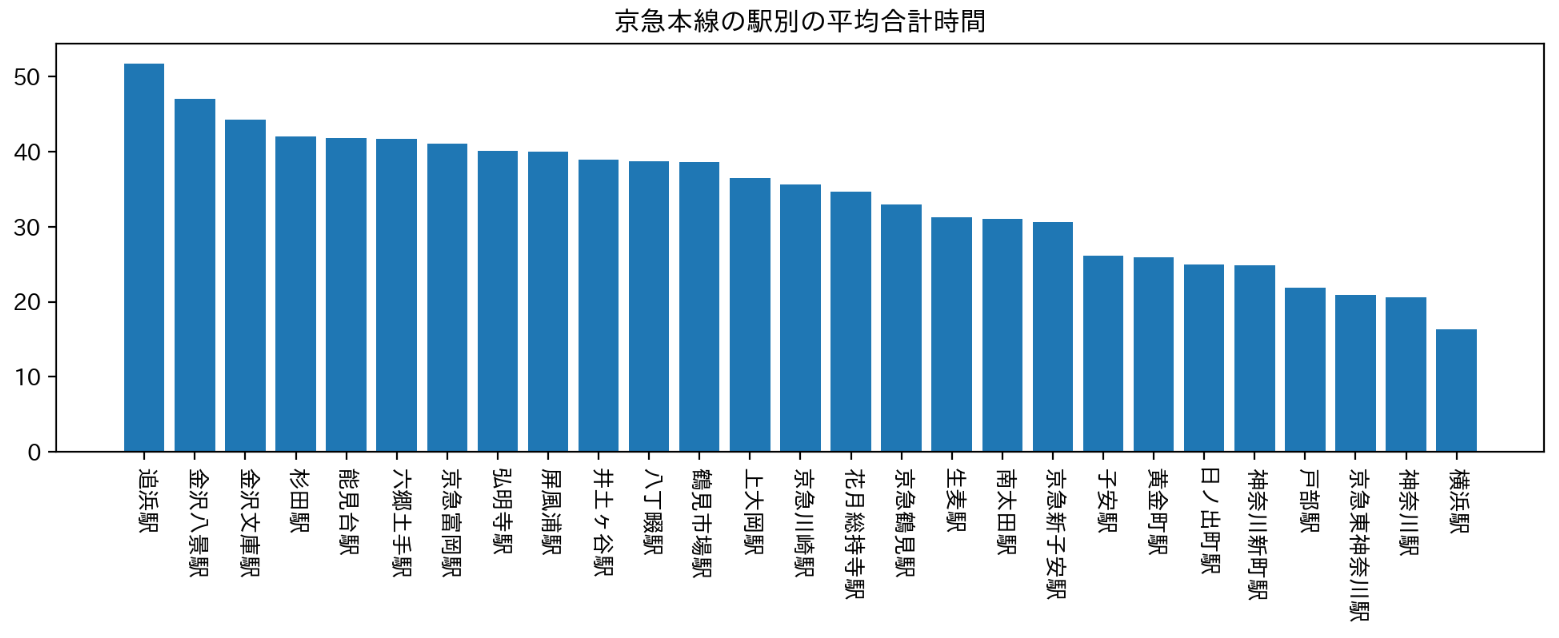 京急本線の駅別の平均合計時間
50
40
30
20
10
0
追浜駅
金沢八景駅
金沢文庫駅
杉田駅
能見台駅
六郷土手駅
京急富岡駅
弘明寺駅
屏風浦駅
井土ヶ谷駅
八丁畷駅
鶴見市場駅
上大岡駅
京急川崎駅
花月総持寺駅
京急鶴見駅
生麦駅
南太田駅
京急新子安駅
子安駅
黄金町駅
日ノ出町駅
神奈川新町駅
戸部駅
京急東神奈川駅
神奈川駅
横浜駅